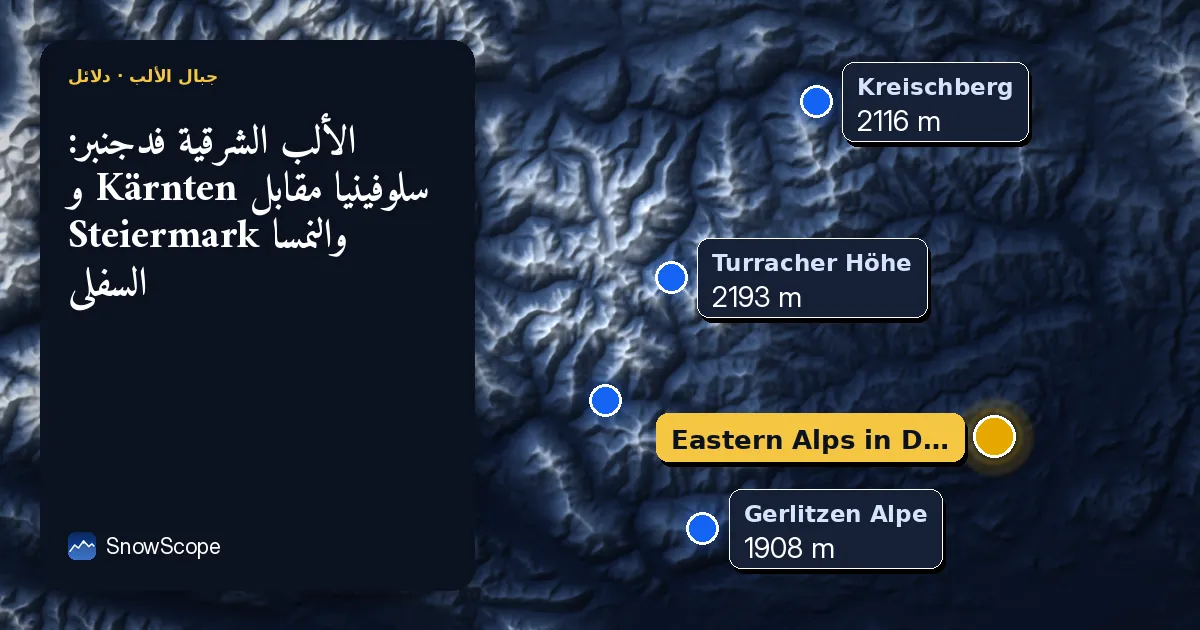 جبال الألب · دلائل
الألب الشرقية فدجنبر:
سلوفينيا مقابل Kärnten و
Steiermark والنمسا
السفلى
SnowScope
Kreischberg
2116 m
Turracher Höhe
2193 m
Eastern Alps in D...
Gerlitzen Alpe
1908 m